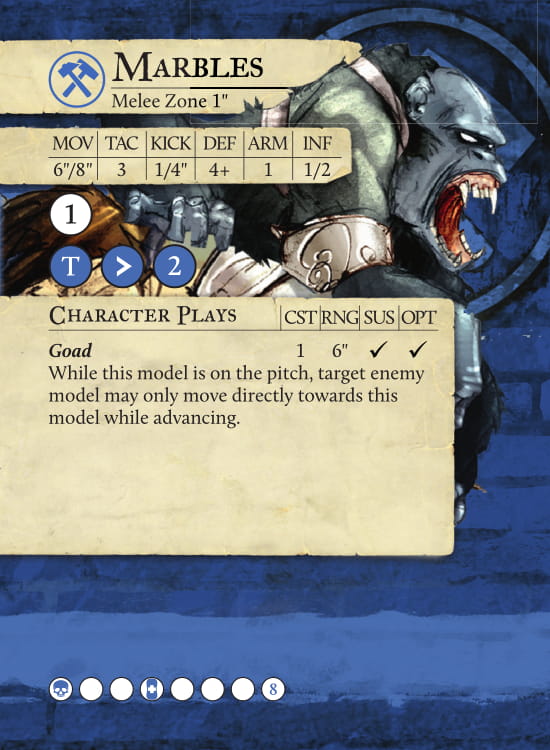 Marbles
Melee Zone 1"
MOV TAC KICK DEF ARM INF
6"/8" 3 1/4" 4+ 1 1/2
1
T > 2
Character Plays CST RNG SUS OPT
Goad 1 6" ✓ ✓
While this model is on the pitch, target enemy
model may only move directly towards this
model while advancing.
8